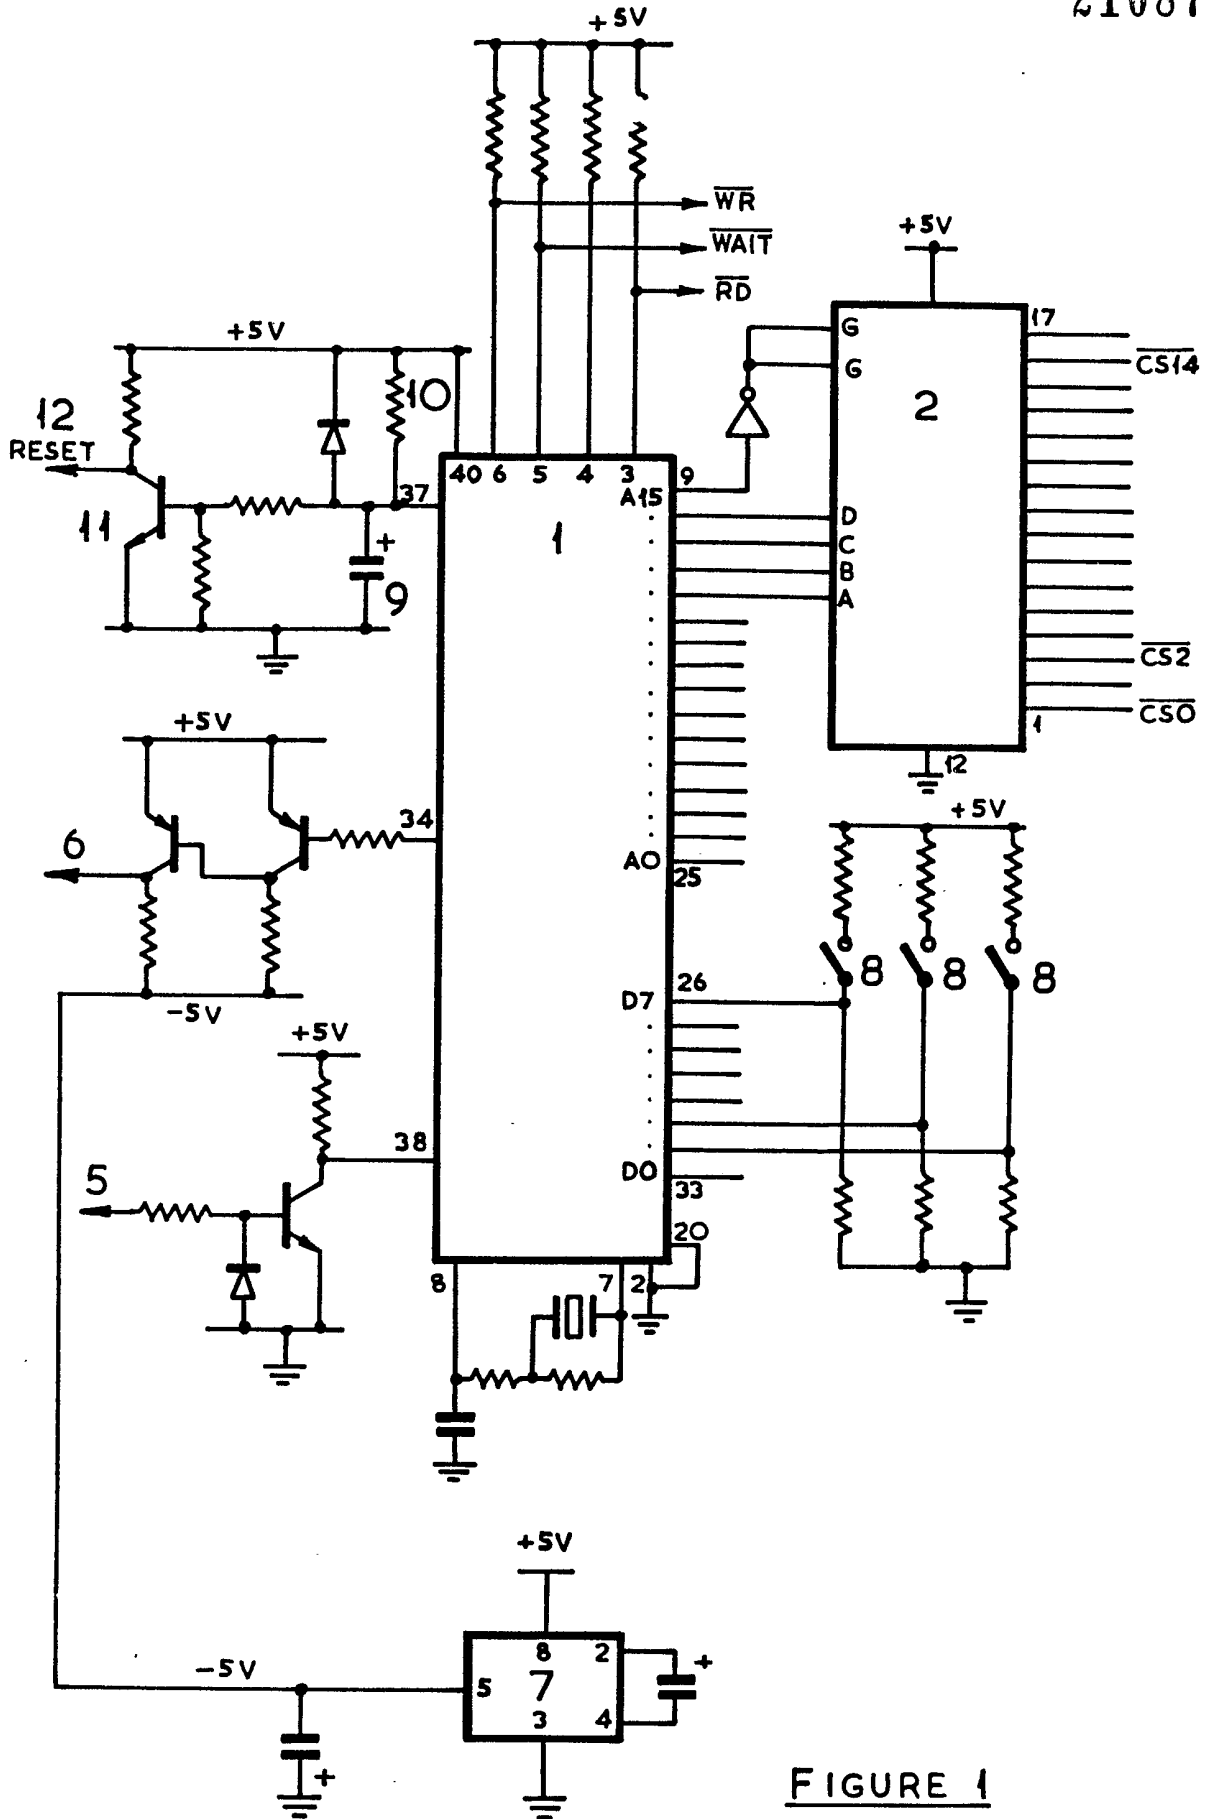 +5V
WR
WAIT
RD
+5V
+5V
17
CS14
G
G
2
10
12
RESET
40 6 5 4 3 9
A15
37
11
1
D
C
B
A
+
9
CS2
CS0
1
12
+5V
34
6
A0
25
+5V
8 8 8
26
D7
-5V
+5V
38
5
D0
33
20
8 7 2
+5V
8 2
-5V
5 7
+
3 4
+
FIGURE 1